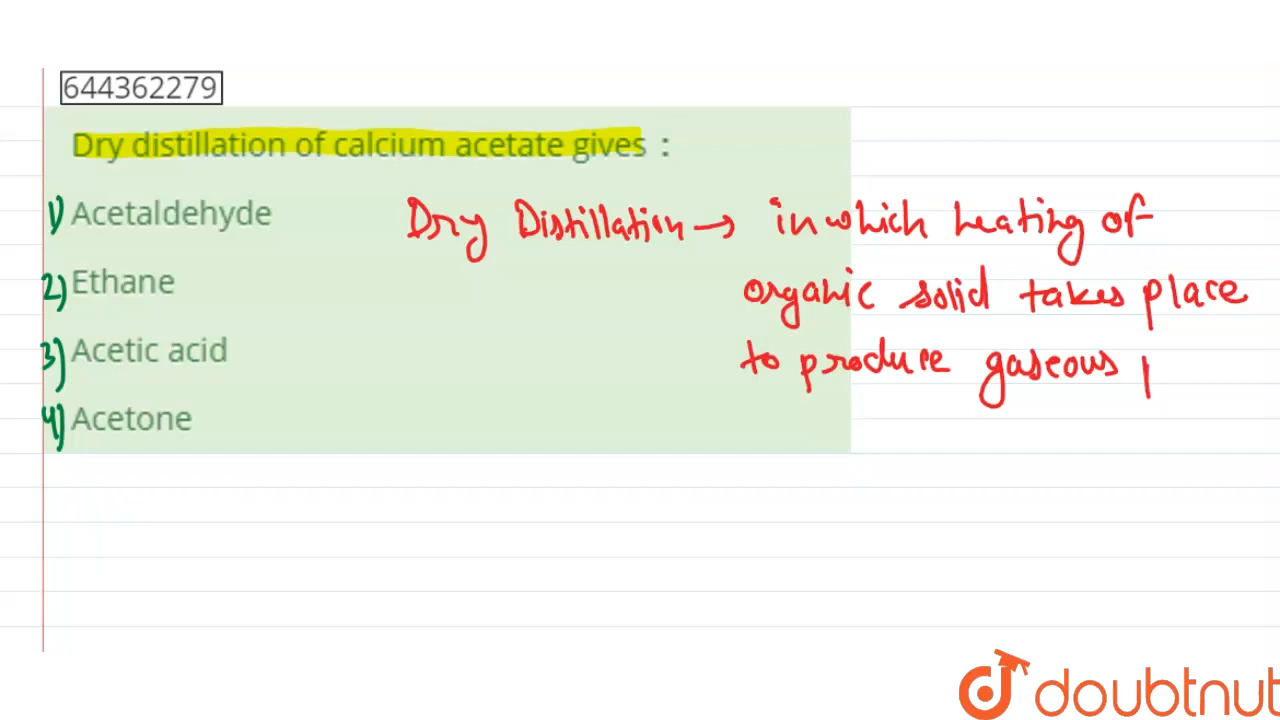 644362279
Dry distillation of calcium acetate gives :
1) Acetaldehyde
2) Ethane
3) Acetic acid
4) Acetone
Dry Distillation → in which heating of
organic solid takes place
to produce gaseous
doubtnut